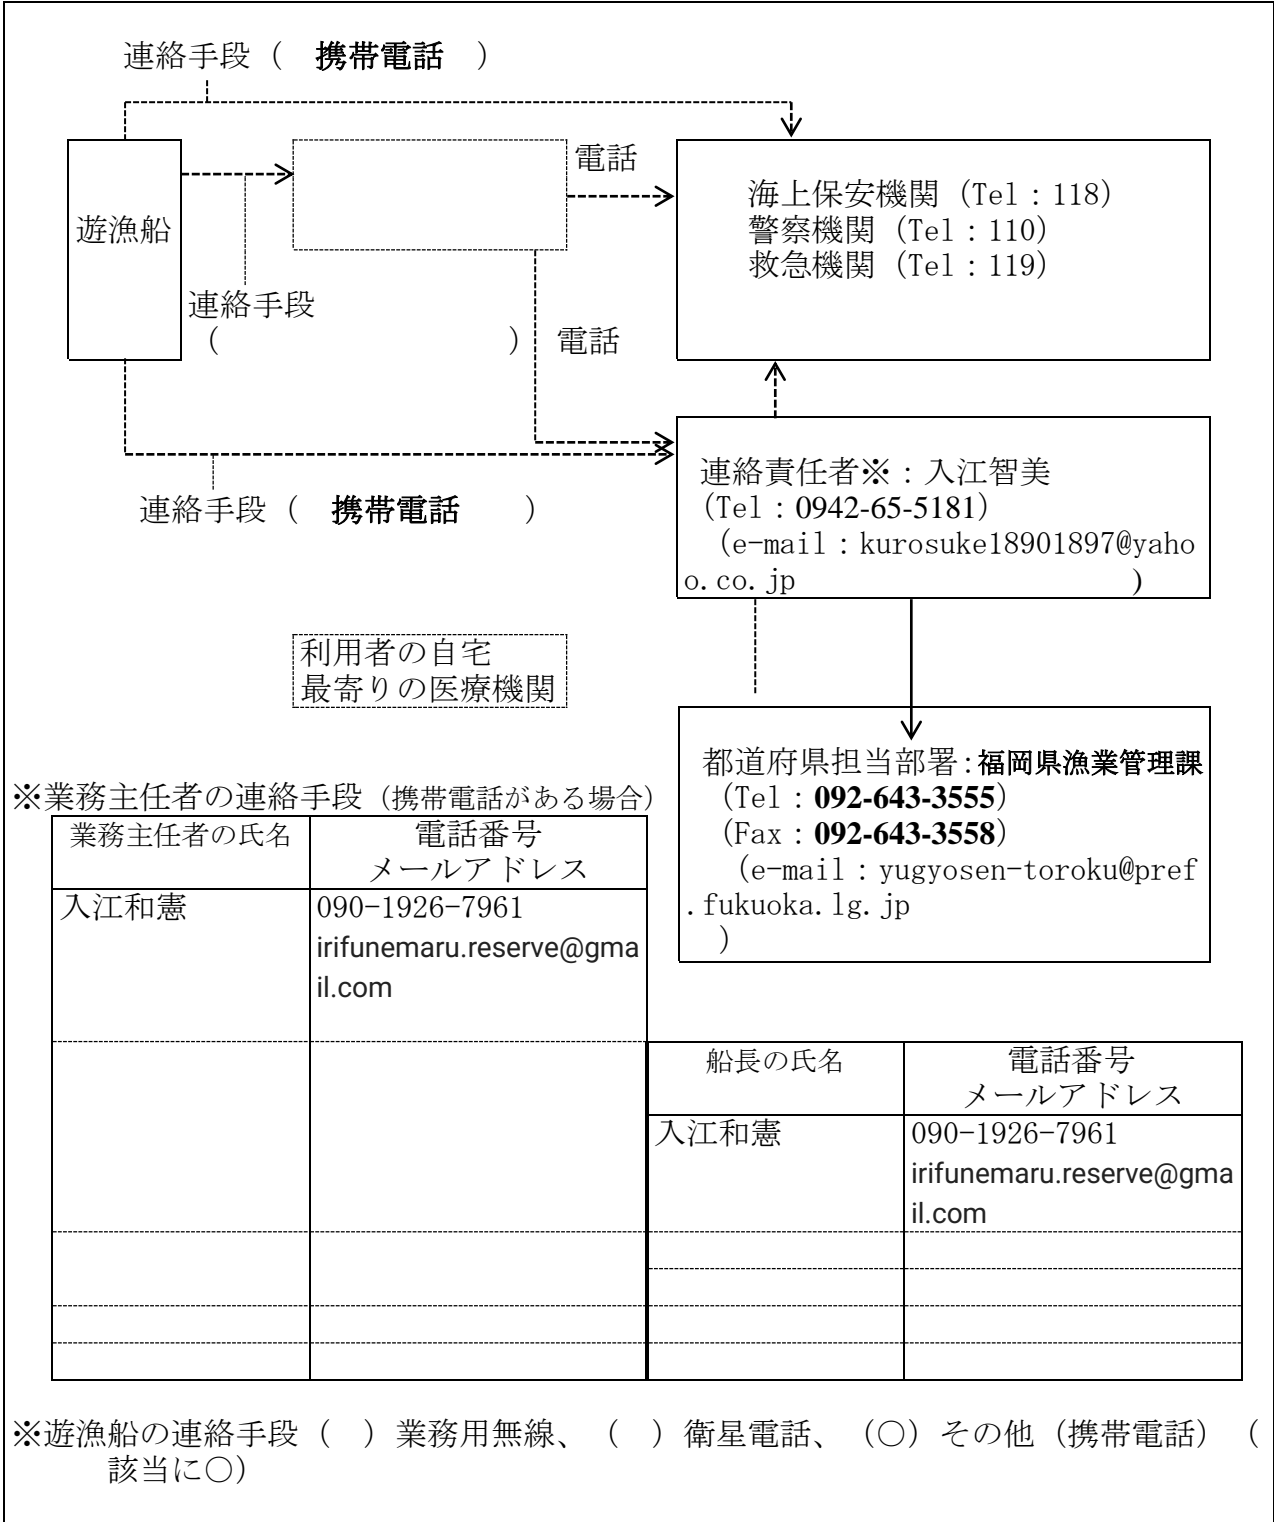 連絡手段（　携帯電話　）
電話
遊漁船
海上保安機関（Tel：118）
警察機関（Tel：110）
救急機関（Tel：119）
連絡手段
（　　　　　　　　　）
電話
連絡責任者※：入江智美
（Tel：0942-65-5181）
（e-mail：kurosuke18901897@yaho
o.co.jp　　　　　　　　　　）
連絡手段（　携帯電話　　）
利用者の自宅
最寄りの医療機関
都道府県担当部署：福岡県漁業管理課
（Tel：092-643-3555）
（Fax：092-643-3558）
（e-mail：yugyosen-toroku@pref
.fukuoka.lg.jp
）
※業務主任者の連絡手段（携帯電話がある場合）
業務主任者の氏名
電話番号
メールアドレス
入江和憲
090-1926-7961
irifunemaru.reserve@gma
il.com
船長の氏名
電話番号
メールアドレス
入江和憲
090-1926-7961
irifunemaru.reserve@gma
il.com
※遊漁船の連絡手段（　）業務用無線、（　）衛星電話、（○）その他（携帯電話）（
該当に○）